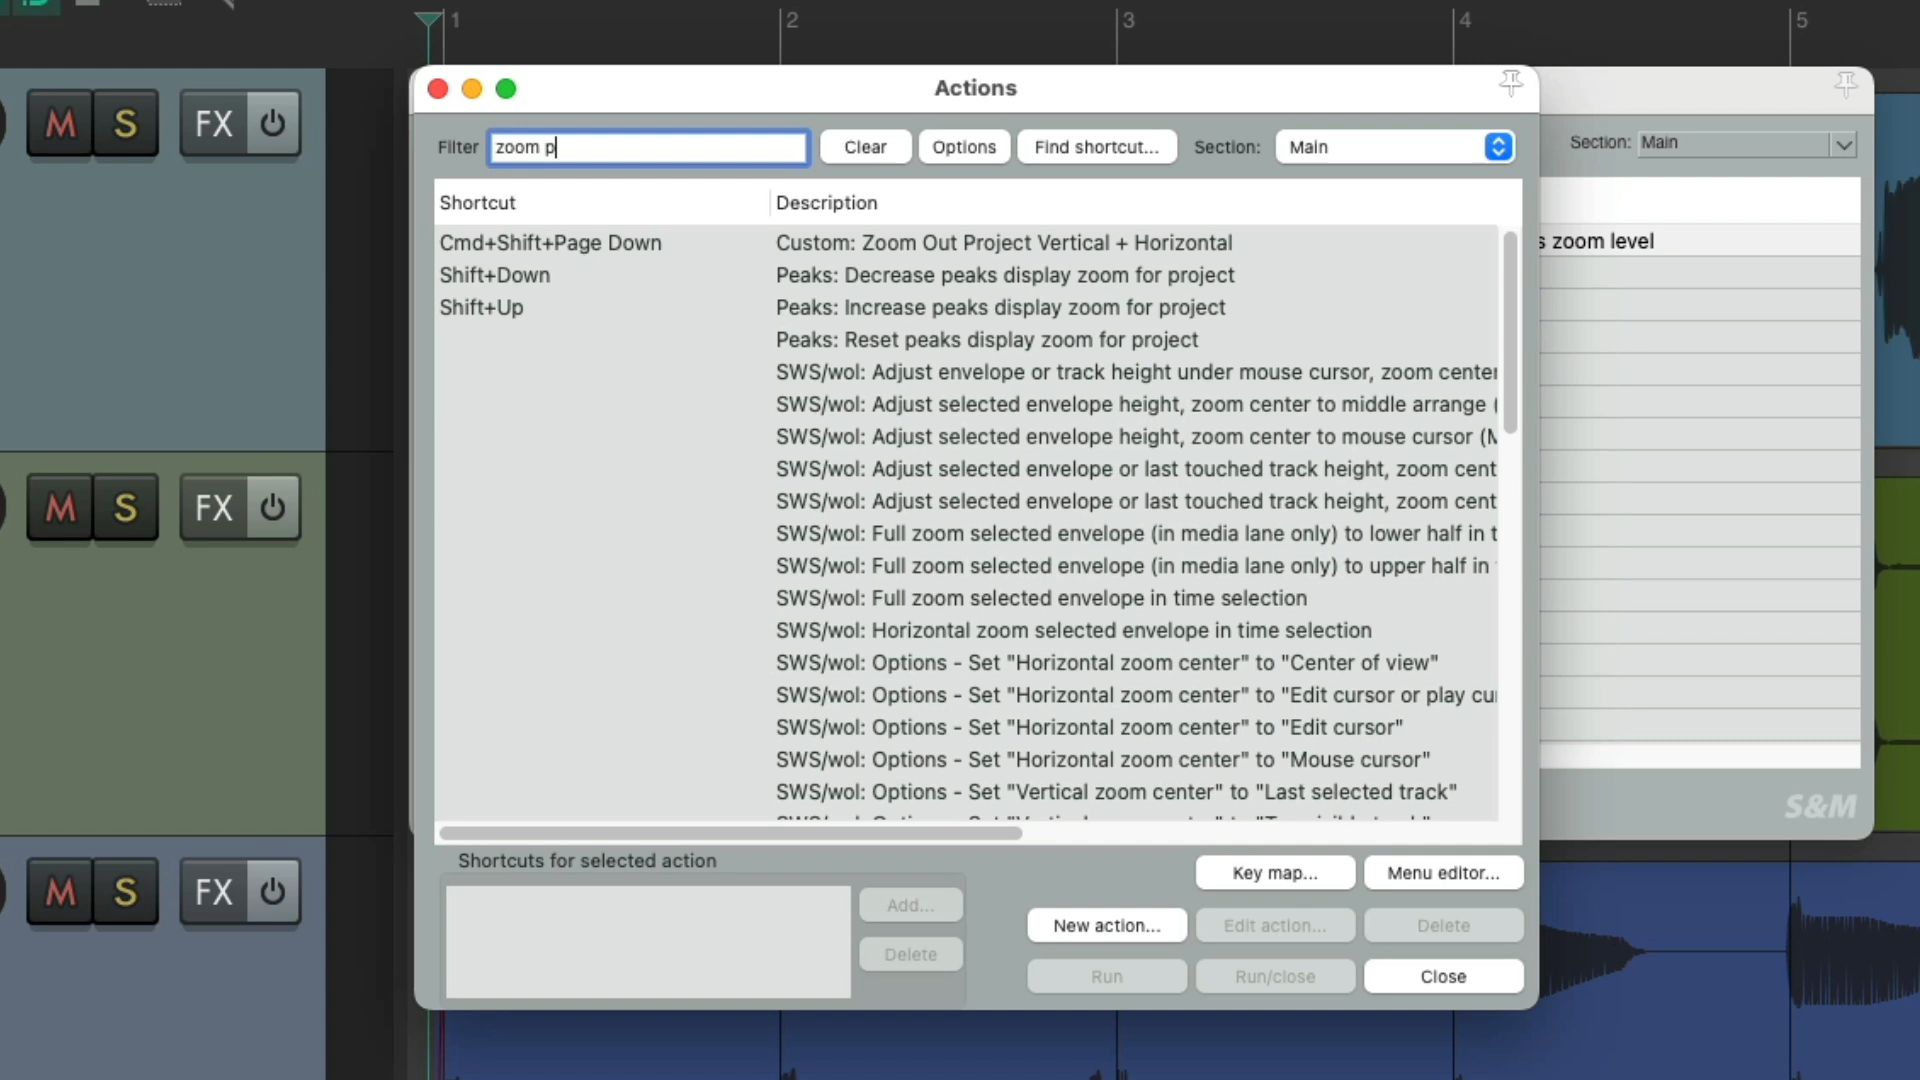 1
2
3
4
5
M S FX
M S FX
M S FX
Actions
Filter
zoom p
Clear
Options
Find shortcut...
Section:
Main
Shortcut
Description
Cmd+Shift+Page Down
Custom: Zoom Out Project Vertical + Horizontal
Shift+Down
Peaks: Decrease peaks display zoom for project
Shift+Up
Peaks: Increase peaks display zoom for project
Peaks: Reset peaks display zoom for project
SWS/wol: Adjust envelope or track height under mouse cursor, zoom center
SWS/wol: Adjust selected envelope height, zoom center to middle arrange (
SWS/wol: Adjust selected envelope height, zoom center to mouse cursor (M
SWS/wol: Adjust selected envelope or last touched track height, zoom cent
SWS/wol: Adjust selected envelope or last touched track height, zoom cent
SWS/wol: Full zoom selected envelope (in media lane only) to lower half in t
SWS/wol: Full zoom selected envelope (in media lane only) to upper half in
SWS/wol: Full zoom selected envelope in time selection
SWS/wol: Horizontal zoom selected envelope in time selection
SWS/wol: Options - Set "Horizontal zoom center" to "Center of view"
SWS/wol: Options - Set "Horizontal zoom center" to "Edit cursor or play cu
SWS/wol: Options - Set "Horizontal zoom center" to "Edit cursor"
SWS/wol: Options - Set "Horizontal zoom center" to "Mouse cursor"
SWS/wol: Options - Set "Vertical zoom center" to "Last selected track"
Shortcuts for selected action
Add...
Delete
Key map...
Menu editor...
New action...
Edit action...
Delete
Run
Run/close
Close
Section: Main
s zoom level
S&M